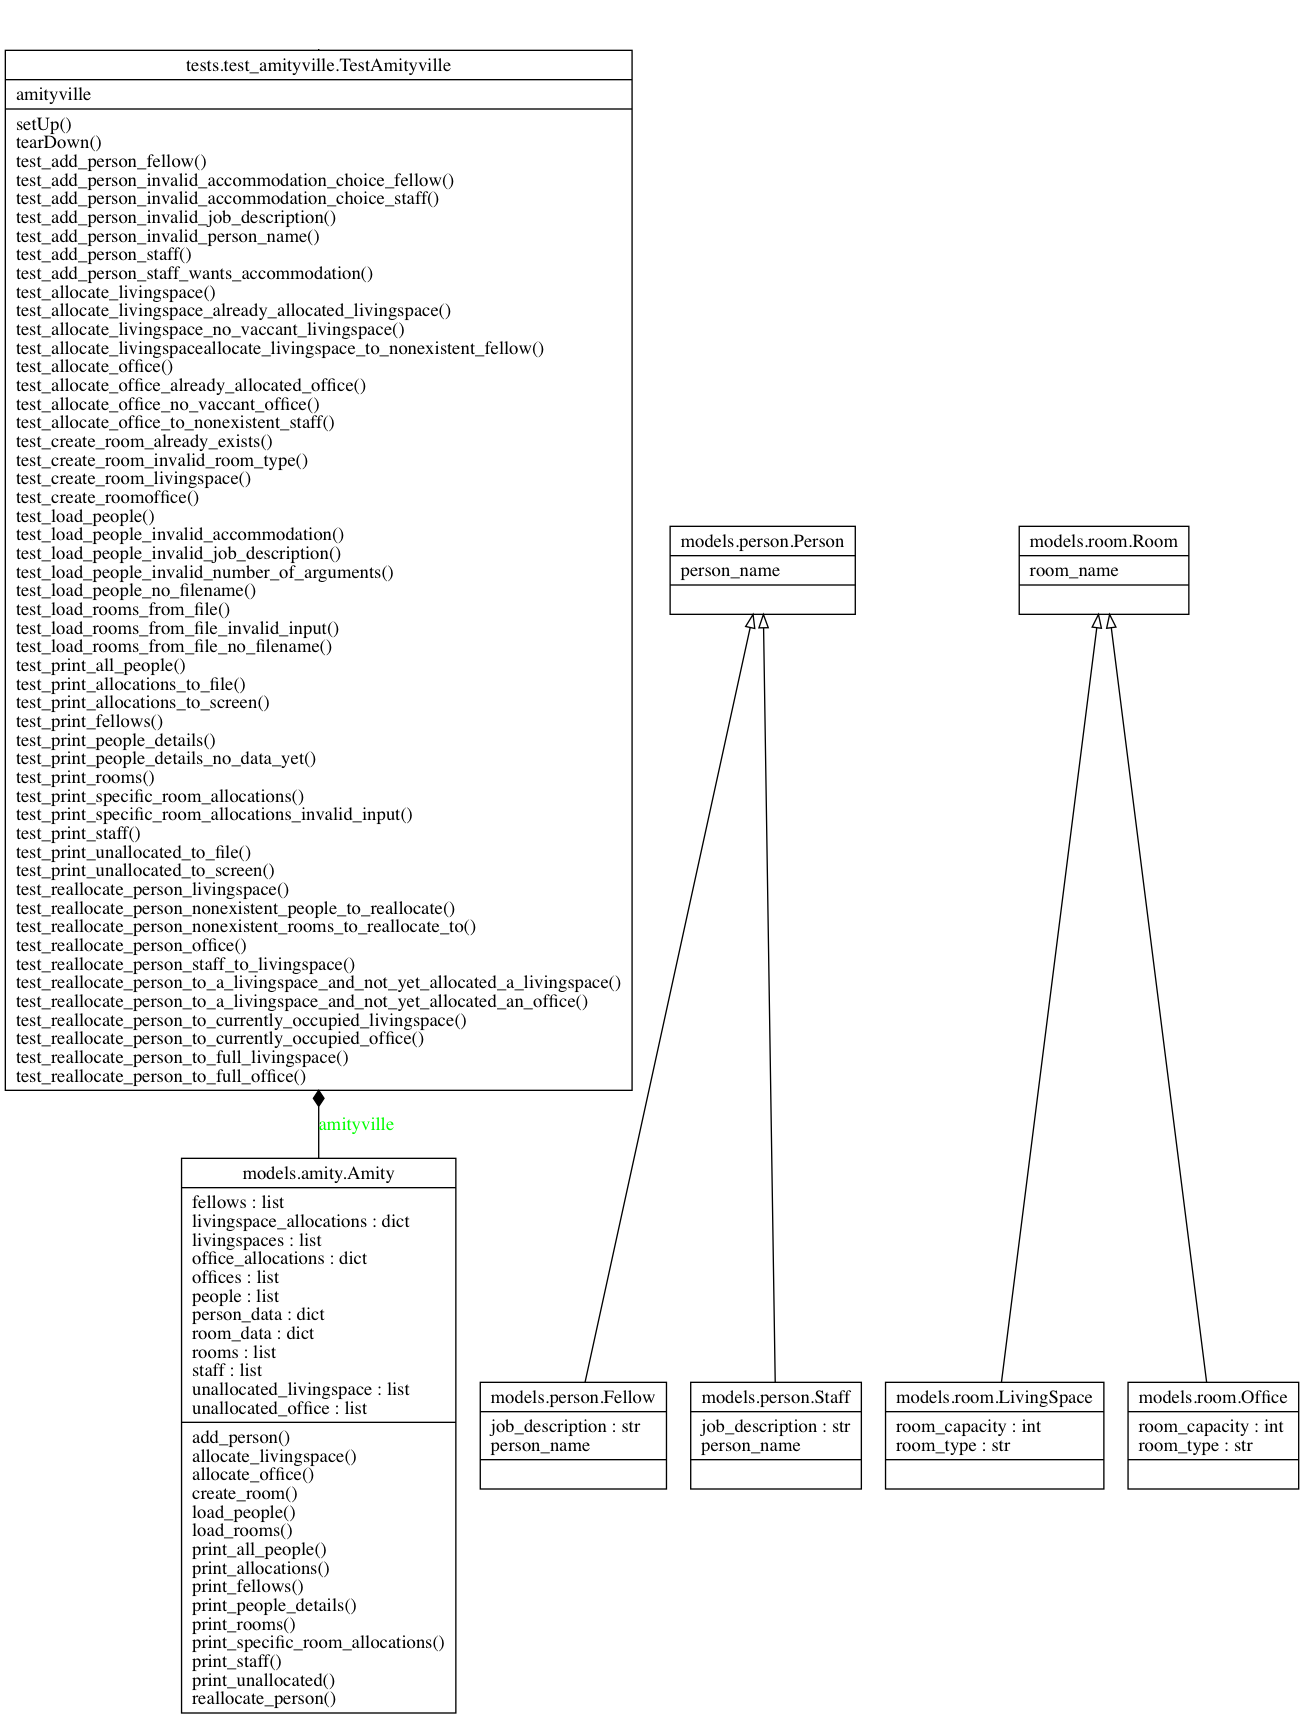 tests.test_amityville.TestAmityville
amityville
setUp()
tearDown()
test_add_person_fellow()
test_add_person_invalid_accommodation_choice_fellow()
test_add_person_invalid_accommodation_choice_staff()
test_add_person_invalid_job_description()
test_add_person_invalid_person_name()
test_add_person_staff()
test_add_person_staff_wants_accommodation()
test_allocate_livingspace()
test_allocate_livingspace_already_allocated_livingspace()
test_allocate_livingspace_no_vaccant_livingspace()
test_allocate_livingspaceallocate_livingspace_to_nonexistent_fellow()
test_allocate_office()
test_allocate_office_already_allocated_office()
test_allocate_office_no_vaccant_office()
test_allocate_office_to_nonexistent_staff()
test_create_room_already_exists()
test_create_room_invalid_room_type()
test_create_room_livingspace()
test_create_roomoffice()
test_load_people()
test_load_people_invalid_accommodation()
test_load_people_invalid_job_description()
test_load_people_invalid_number_of_arguments()
test_load_people_no_filename()
test_load_rooms_from_file()
test_load_rooms_from_file_invalid_input()
test_load_rooms_from_file_no_filename()
test_print_all_people()
test_print_allocations_to_file()
test_print_allocations_to_screen()
test_print_fellows()
test_print_people_details()
test_print_people_details_no_data_yet()
test_print_rooms()
test_print_specific_room_allocations()
test_print_specific_room_allocations_invalid_input()
test_print_staff()
test_print_unallocated_to_file()
test_print_unallocated_to_screen()
test_reallocate_person_livingspace()
test_reallocate_person_nonexistent_people_to_reallocate()
test_reallocate_person_nonexistent_rooms_to_reallocate_to()
test_reallocate_person_office()
test_reallocate_person_staff_to_livingspace()
test_reallocate_person_to_a_livingspace_and_not_yet_allocated_a_livingspace()
test_reallocate_person_to_a_livingspace_and_not_yet_allocated_an_office()
test_reallocate_person_to_currently_occupied_livingspace()
test_reallocate_person_to_currently_occupied_office()
test_reallocate_person_to_full_livingspace()
test_reallocate_person_to_full_office()
models.person.Person
person_name
models.room.Room
room_name
amityville
models.amity.Amity
fellows : list
livingspace_allocations : dict
livingspaces : list
office_allocations : dict
offices : list
people : list
person_data : dict
room_data : dict
rooms : list
staff : list
unallocated_livingspace : list
unallocated_office : list
add_person()
allocate_livingspace()
allocate_office()
create_room()
load_people()
load_rooms()
print_all_people()
print_allocations()
print_fellows()
print_people_details()
print_rooms()
print_specific_room_allocations()
print_staff()
print_unallocated()
reallocate_person()
models.person.Fellow
job_description : str
person_name
models.person.Staff
job_description : str
person_name
models.room.LivingSpace
room_capacity : int
room_type : str
models.room.Office
room_capacity : int
room_type : str